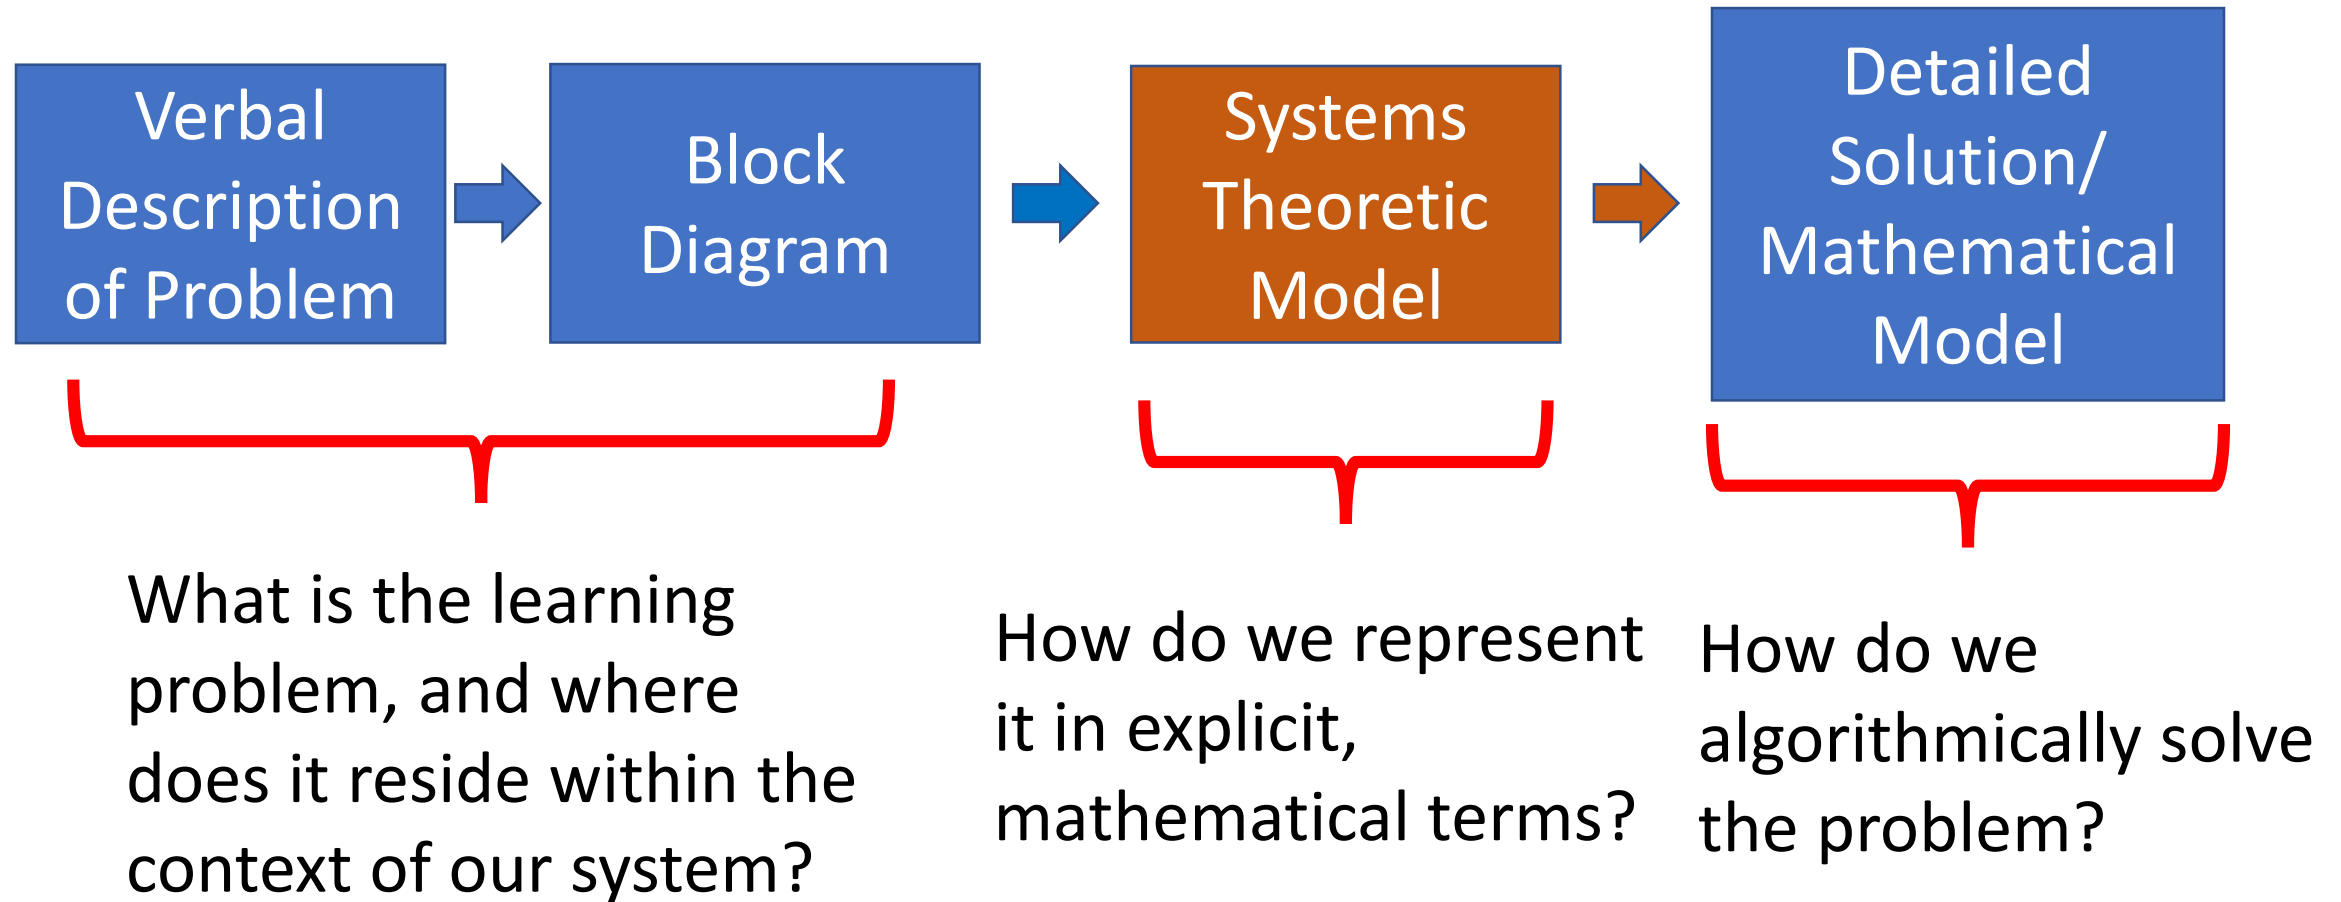 Verbal
Description
of Problem
Block
Diagram
Systems
Theoretic
Model
Detailed
Solution/
Mathematical
Model
What is the learning
problem, and where
does it reside within the
context of our system?
How do we represent
it in explicit,
mathematical terms?
How do we
algorithmically solve
the problem?